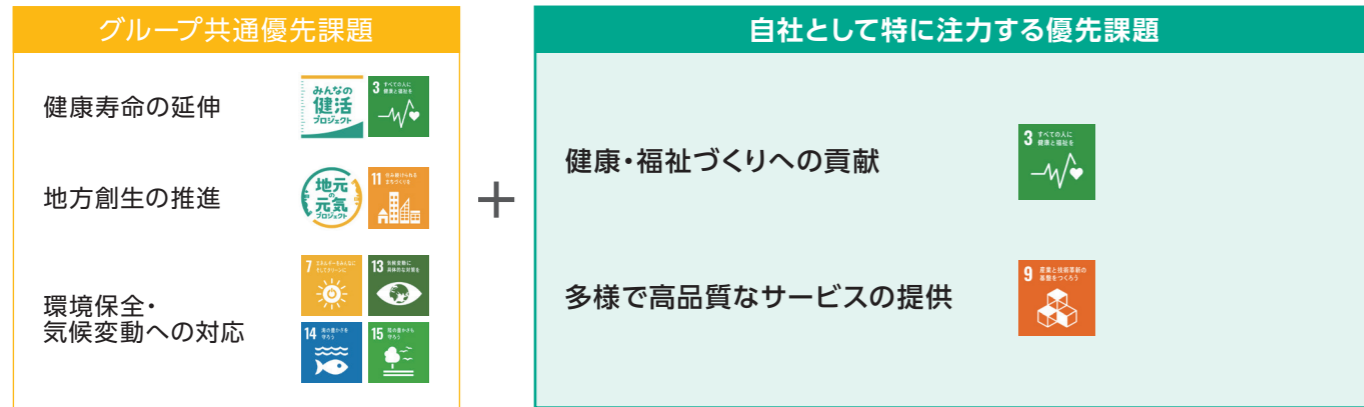 グループ共通優先課題
健康寿命の延伸
みんなの
健活
プロジェクト
3 すべての人に
健康と福祉を
地方創生の推進
地元
の
元気
プロジェクト
11 住み続けられる
まちづくりを
環境保全・
気候変動への対応
7 エネルギーをみんなに
そしてクリーンに
13 気候変動に
具体的な対策を
14 海の豊かさを
守ろう
15 陸の豊かさも
守ろう
+
自社として特に注力する優先課題
健康・福祉づくりへの貢献
3 すべての人に
健康と福祉を
多様で高品質なサービスの提供
9 産業と技術革新の
基盤をつくろう